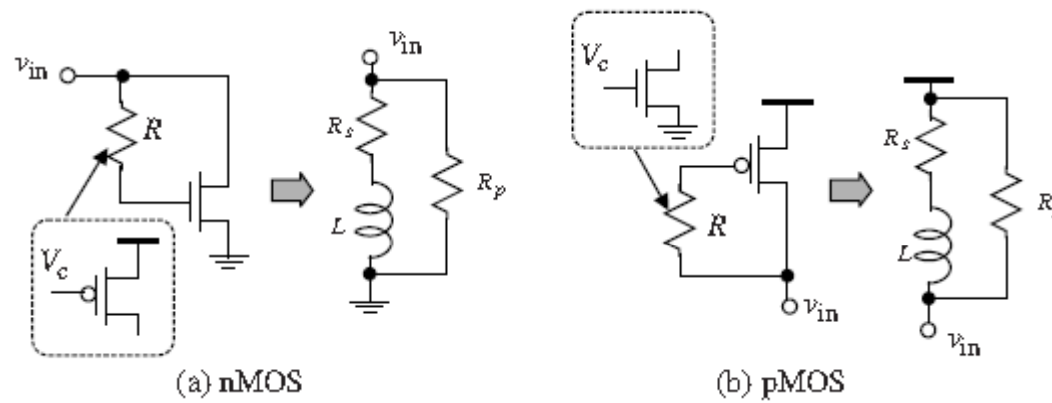 v_in
R
V_c
v_in
R_s
L
R_p
V_c
R
v_in
R_s
L
R
v_in
(a) nMOS
(b) pMOS